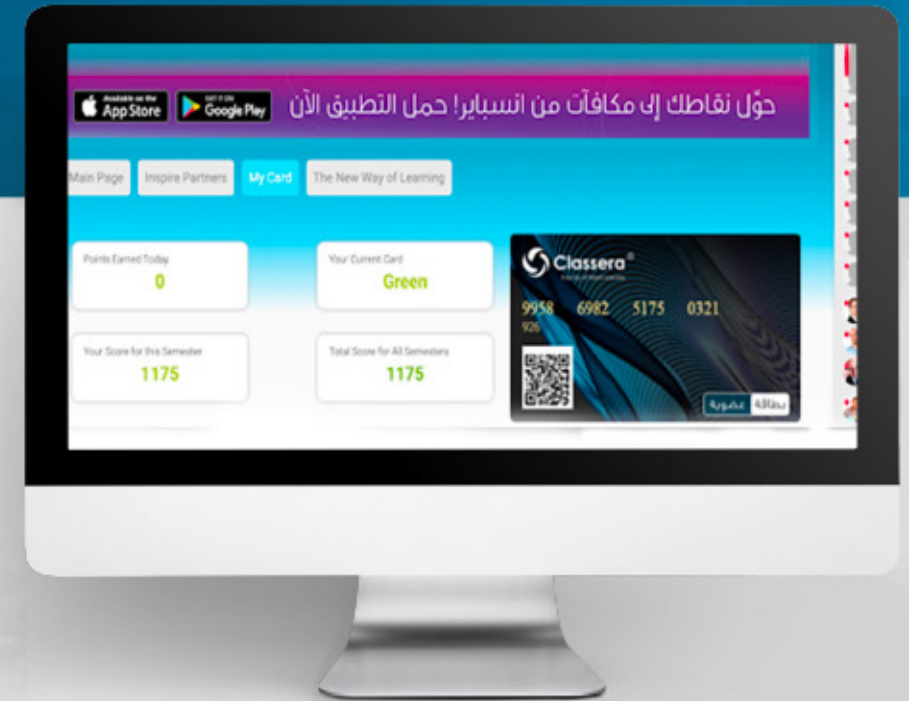 حوّل نقاطك إلى مكافآت من انسباير! حمل التطبيق الآن
Available on the
App Store
GET IT ON
Google Play
Main Page
Inspire Partners
My Card
The New Way of Learning
Points Earned Today
0
Your Current Card
Green
Your Score for this Semester
1175
Total Score for All Semesters
1175
Classera
9958 6982 5175 0321
926
بطاقة عضوية